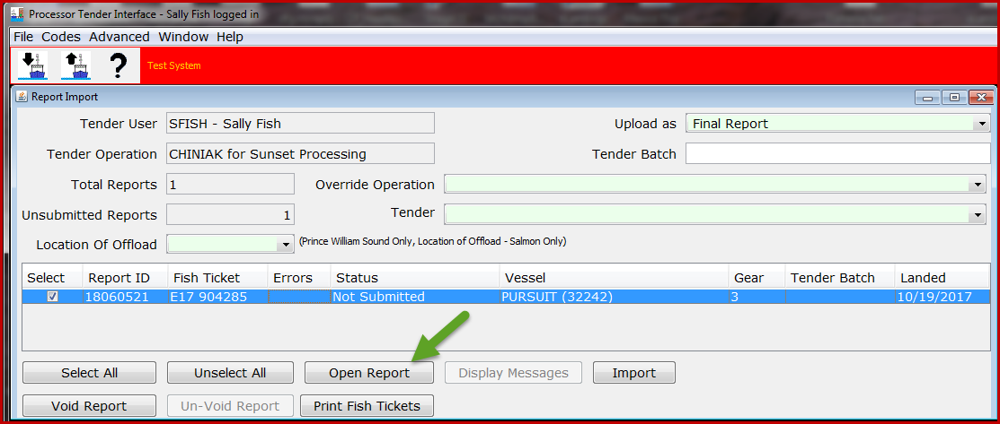 Processor Tender Interface - Sally Fish logged in
File Codes Advanced Window Help
? Test System
Report Import
Tender User SFISH - Sally Fish Upload as Final Report
Tender Operation CHINIAK for Sunset Processing Tender Batch
Total Reports 1 Override Operation
Unsubmitted Reports 1 Tender
Location Of Offload (Prince William Sound Only, Location of Offload - Salmon Only)
Select Report ID Fish Ticket Errors Status Vessel Gear Tender Batch Landed
18060521 E17 904285 Not Submitted PURSUIT (32242) 3 10/19/2017
Select All Unselect All Open Report Display Messages Import
Void Report Un-Void Report Print Fish Tickets